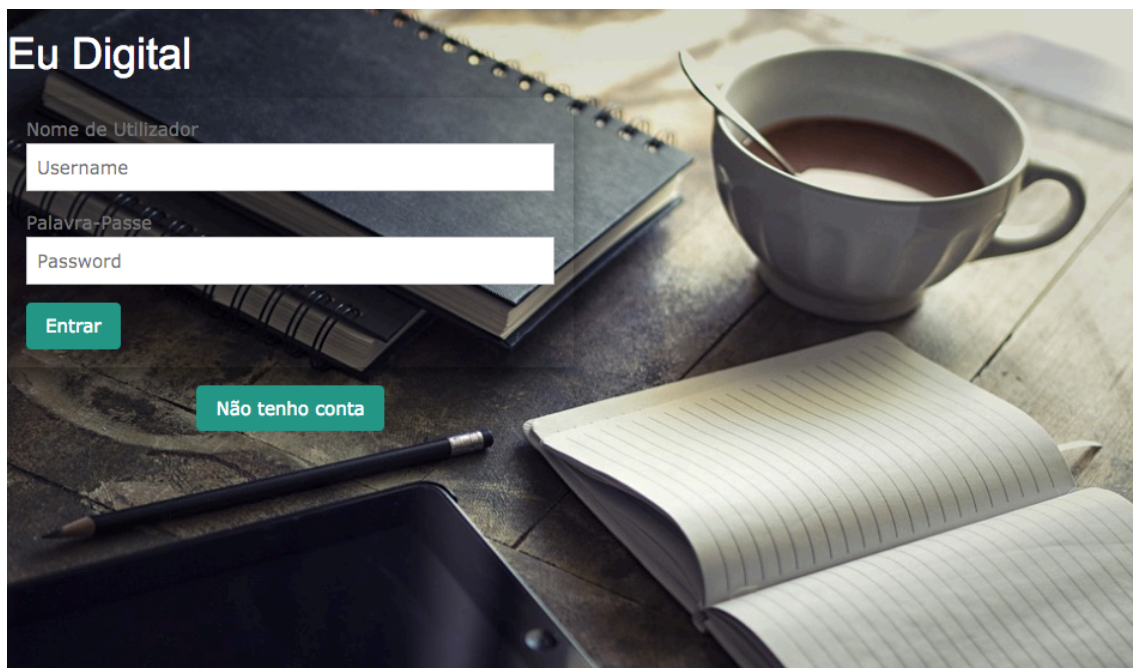 Eu Digital
Nome de Utilizador
Username
Palavra-Passe
Password
Entrar
Não tenho conta